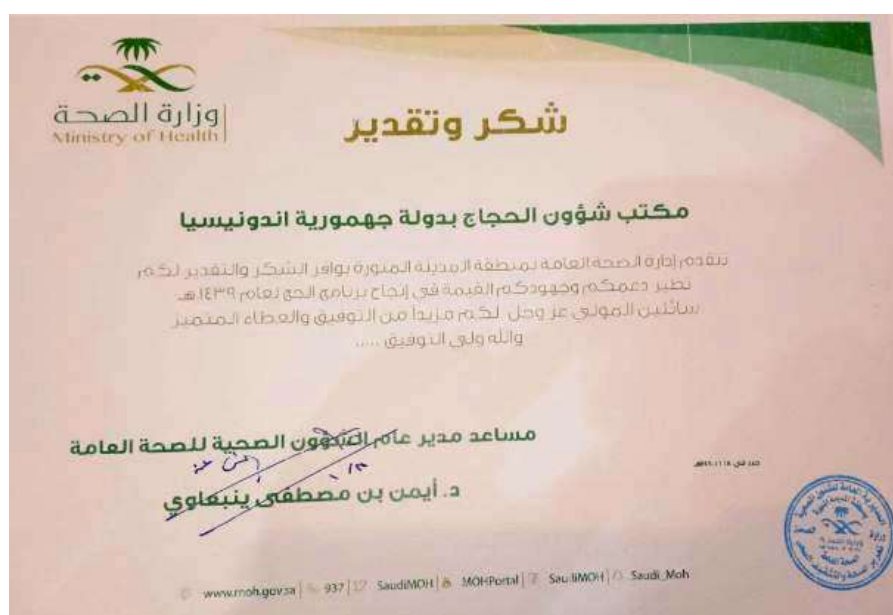 وزارة الصحة
Ministry of Health
شكر وتقدير
مكتب شؤون الحجاج بدولة جهمورية اندونيسيا
تتقدم إدارة الصحة العامة بمنطقة المدينة المنورة بوافر الشكر والتقدير لكم
نظير دعمكم وجهودكم القيمة في إنجاح برنامج الحج لعام ١٤٣٩هـ
سائلين المولى عز وجل لكم مزيداً من التوفيق والعطاء المتميز
والله ولي التوفيق .....
مساعد مدير عام الشؤون الصحية للصحة العامة
د. أيمن بن مصطفى ينبعاوي
www.moh.gov.sa | 937 | SaudiMOH | MOHPortal | SaudiMOH | Saudi_Moh